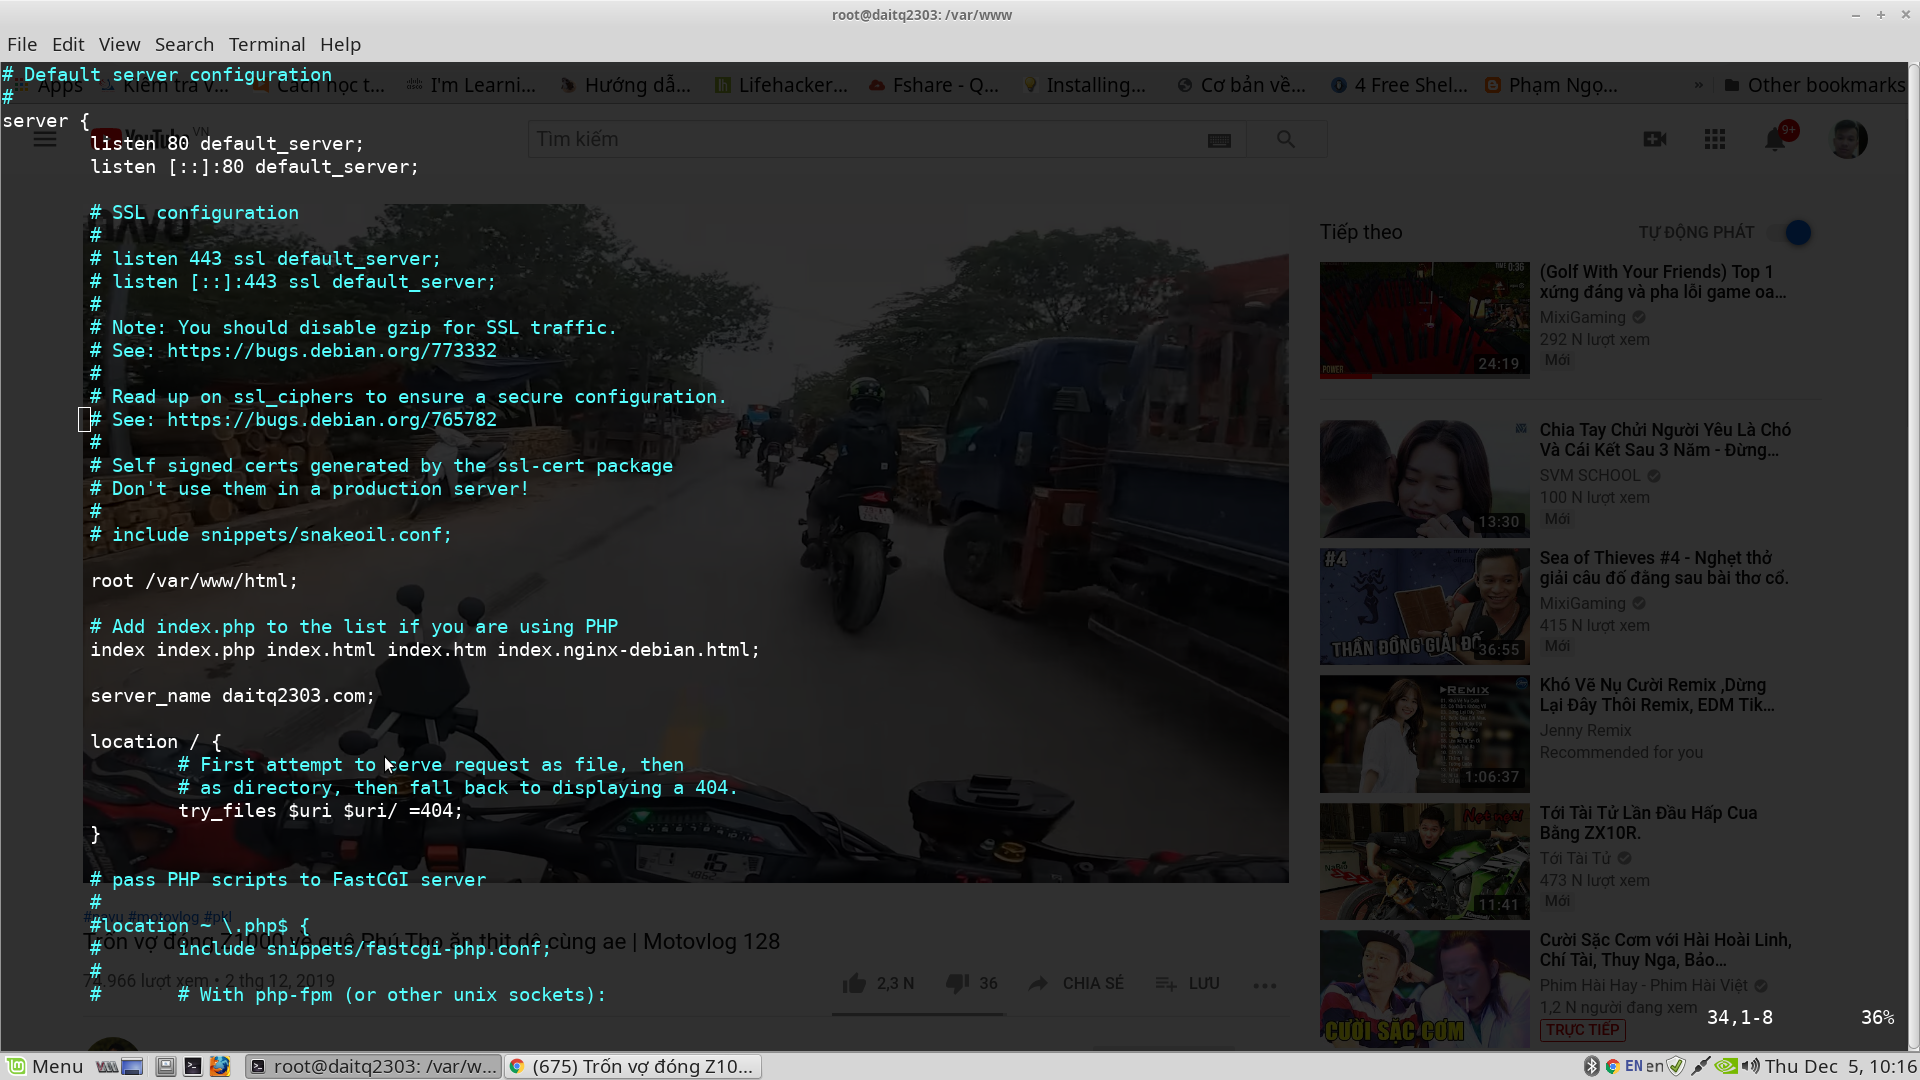 root@daitq2303: /var/www
File Edit View Search Terminal Help
# Default server configuration
#
server {
listen 80 default_server;
listen [::]:80 default_server;
# SSL configuration
#
# listen 443 ssl default_server;
# listen [::]:443 ssl default_server;
#
# Note: You should disable gzip for SSL traffic.
# See: https://bugs.debian.org/773332
#
# Read up on ssl_ciphers to ensure a secure configuration.
# See: https://bugs.debian.org/765782
#
# Self signed certs generated by the ssl-cert package
# Don't use them in a production server!
#
# include snippets/snakeoil.conf;
root /var/www/html;
# Add index.php to the list if you are using PHP
index index.php index.html index.htm index.nginx-debian.html;
server_name daitq2303.com;
location / {
# First attempt to serve request as file, then
# as directory, then fall back to displaying a 404.
try_files $uri $uri/ =404;
}
# pass PHP scripts to FastCGI server
#
#location ~ \.php$ {
#       include snippets/fastcgi-php.conf;
#
#       # With php-fpm (or other unix sockets):
34,1-8 36%
Apps Kiểm tra v... Cách học t... I'm Learni... Hướng dẫ... Lifehacker... Fshare - Q... Installing... Cơ bản về... 4 Free Shel... Phạm Ngọ... » Other bookmarks
YouTube VN
Tìm kiếm
9+
Tiếp theo TỰ ĐỘNG PHÁT
(Golf With Your Friends) Top 1
xứng đáng và pha lỗi game oa...
MixiGaming
292 N lượt xem
Mới
POWER
0:36
24:19
Chia Tay Chửi Người Yêu Là Chó
Và Cái Kết Sau 3 Năm - Đừng...
SVM SCHOOL
100 N lượt xem
Mới
13:30
Sea of Thieves #4 - Nghẹt thở
giải câu đố đằng sau bài thơ cổ.
MixiGaming
415 N lượt xem
Mới
#4
THẦN ĐỒNG GIẢI ĐỐ
36:55
Khó Vẽ Nụ Cười Remix ,Dừng
Lại Đây Thôi Remix, EDM Tik...
Jenny Remix
Recommended for you
REMIX
1:06:37
Tới Tài Tử Lần Đầu Hấp Cua
Bằng ZX10R.
Tới Tài Tử
473 N lượt xem
Mới
11:41
Cười Sặc Cơm với Hài Hoài Linh,
Chí Tài, Thuy Nga, Bảo...
Phim Hài Hay - Phim Hài Việt
1,2 N người đang xem
TRỰC TIẾP
CƯỜI SẶC CƠM
#motovlog #pkl
Trốn vợ đóng Z1000 về quê Phú Thọ ăn thịt dê cùng ae | Motovlog 128
lượt xem • 2 thg 12, 2019
2,3 N 36 CHIA SẺ LƯU
Menu root@daitq2303: /var/w... (675) Trốn vợ đóng Z10... EN en Thu Dec 5, 10:16